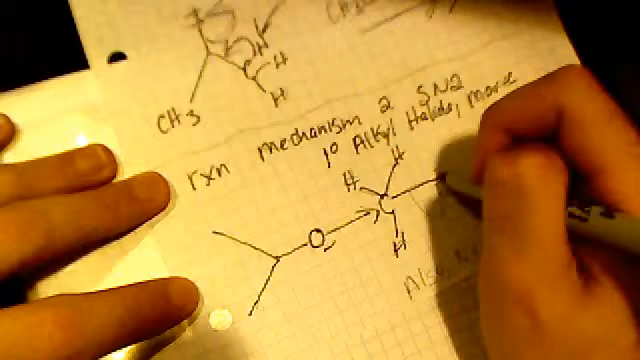 N
H
C
H
CH3
rxn mechanism 2 SN2
1° Alkyl Halide, more
H
H
C
O
H
Also,